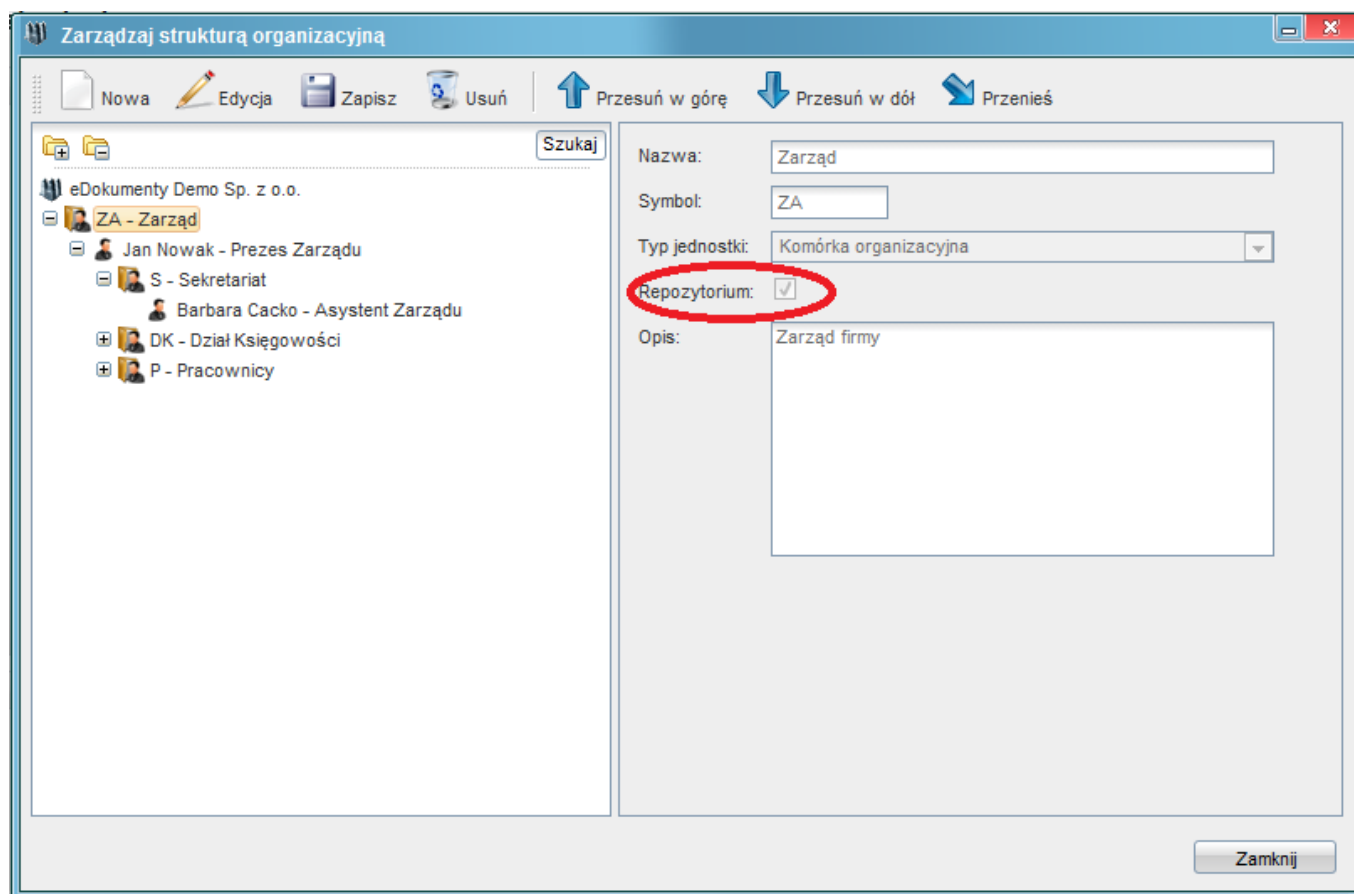 Zarządzaj strukturą organizacyjną
Nowa Edycja Zapisz Usuń Przesuń w górę Przesuń w dół Przenieś
Szukaj
eDokumenty Demo Sp. z o.o.
ZA - Zarząd
Jan Nowak - Prezes Zarządu
S - Sekretariat
Barbara Cacko - Asystent Zarządu
DK - Dział Księgowości
P - Pracownicy
Nazwa: Zarząd
Symbol: ZA
Typ jednostki: Komórka organizacyjna
Repozytorium:
Opis: Zarząd firmy
Zamknij